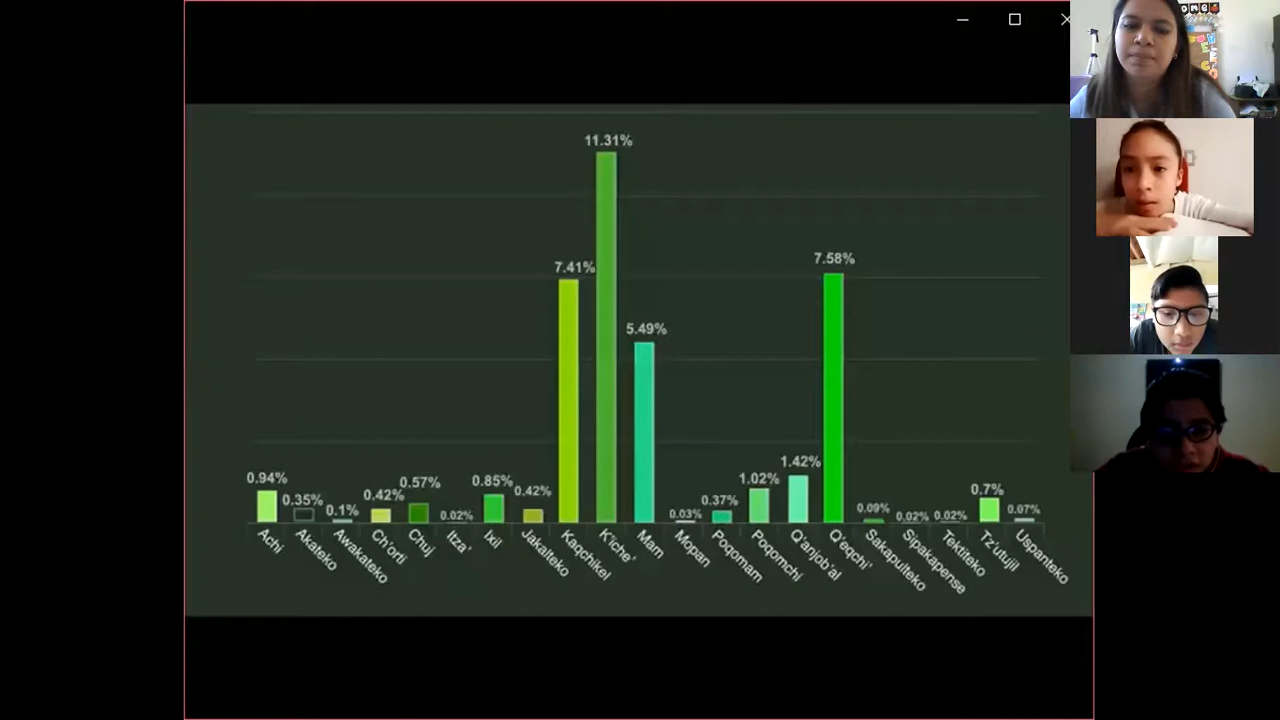 11.31%
7.41%
7.58%
5.49%
0.94%
0.35%
0.1%
0.42%
0.57%
0.02%
0.85%
0.42%
0.03%
0.37%
1.02%
1.42%
0.09%
0.02%
0.02%
0.7%
0.07%
Achi
Akateko
Awakateko
Ch'orti
Chuj
Itza'
Ixil
Jakalteko
Kaqchikel
K'iche'
Mam
Mopan
Poqomam
Poqomchi
Q'anjob'al
Q'eqchi'
Sakapulteko
Sipakapense
Tektiteko
Tz'utujil
Uspanteko